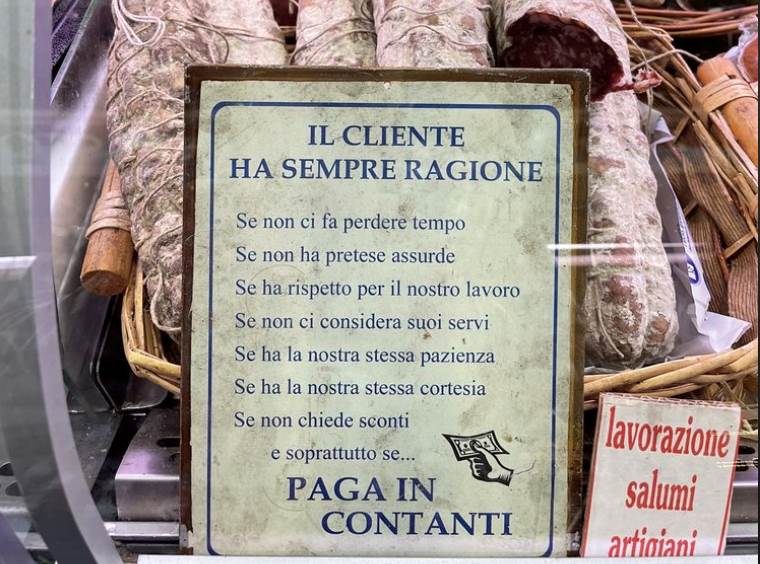 IL CLIENTE
HA SEMPRE RAGIONE
Se non ci fa perdere tempo
Se non ha pretese assurde
Se ha rispetto per il nostro lavoro
Se non ci considera suoi servi
Se ha la nostra stessa pazienza
Se ha la nostra stessa cortesia
Se non chiede sconti
e soprattutto se...
PAGA IN
CONTANTI
lavorazione
salumi
artigiani